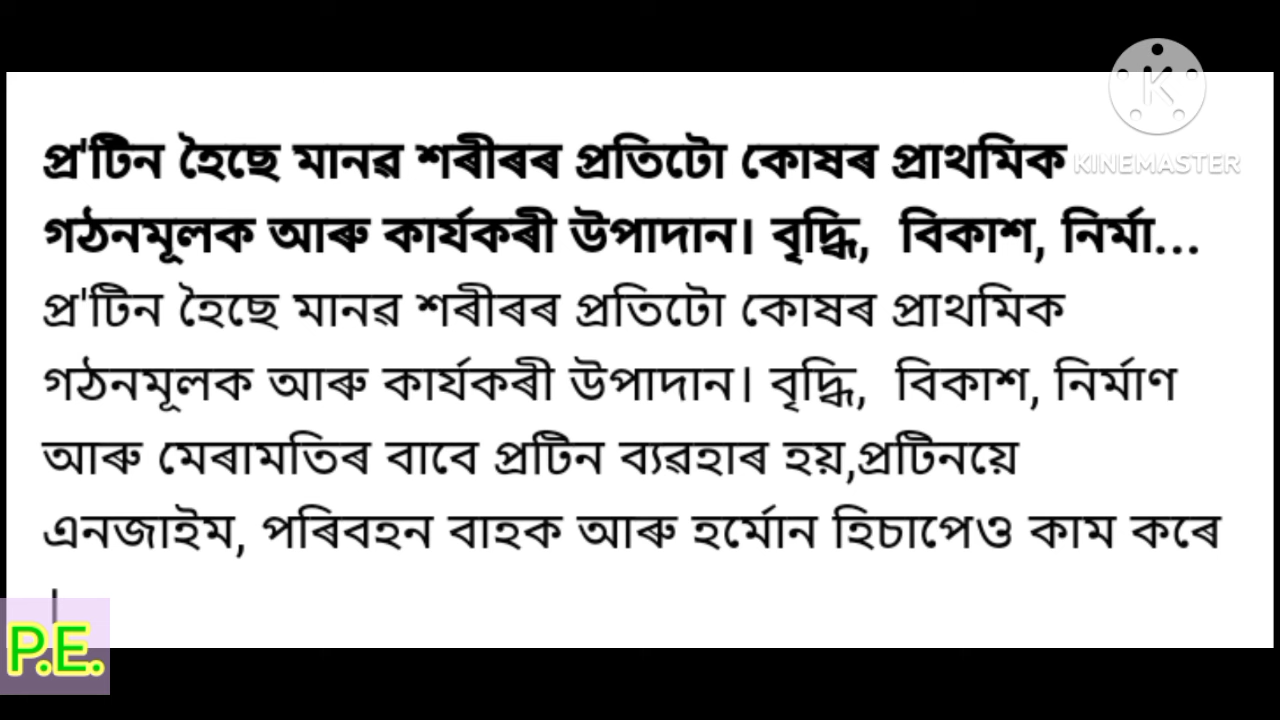 প্ৰ'টিন হৈছে মানৱ শৰীৰৰ প্ৰতিটো কোষৰ প্ৰাথমিক
গঠনমূলক আৰু কাৰ্যকৰী উপাদান। বৃদ্ধি, বিকাশ, নিৰ্মা...
প্ৰ'টিন হৈছে মানৱ শৰীৰৰ প্ৰতিটো কোষৰ প্ৰাথমিক
গঠনমূলক আৰু কাৰ্যকৰী উপাদান। বৃদ্ধি, বিকাশ, নিৰ্মাণ
আৰু মেৰামতিৰ বাবে প্ৰটিন ব্যৱহাৰ হয়,প্ৰটিনয়ে
এনজাইম, পৰিবহন বাহক আৰু হৰ্মোন হিচাপেও কাম কৰে
।
K
KINEMASTER
P.E.